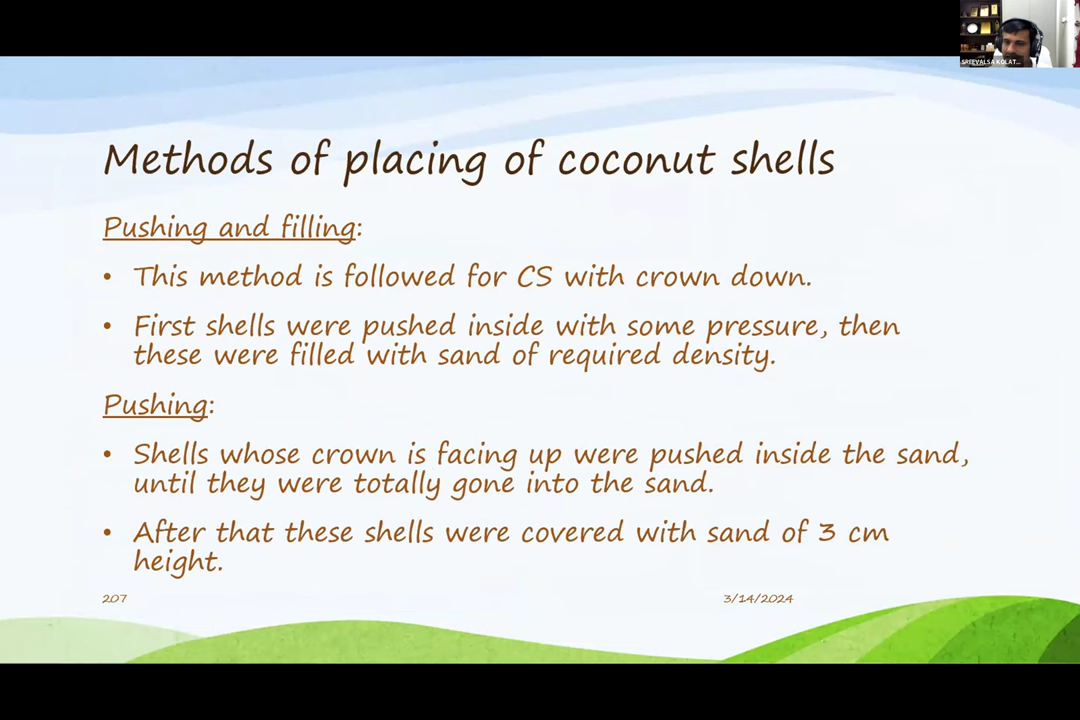 SREEVALSA KOLAT...
Methods of placing of coconut shells
Pushing and filling:
• This method is followed for CS with crown down.
• First shells were pushed inside with some pressure, then
these were filled with sand of required density.
Pushing:
• Shells whose crown is facing up were pushed inside the sand,
until they were totally gone into the sand.
• After that these shells were covered with sand of 3 cm
height.
207
3/14/2024